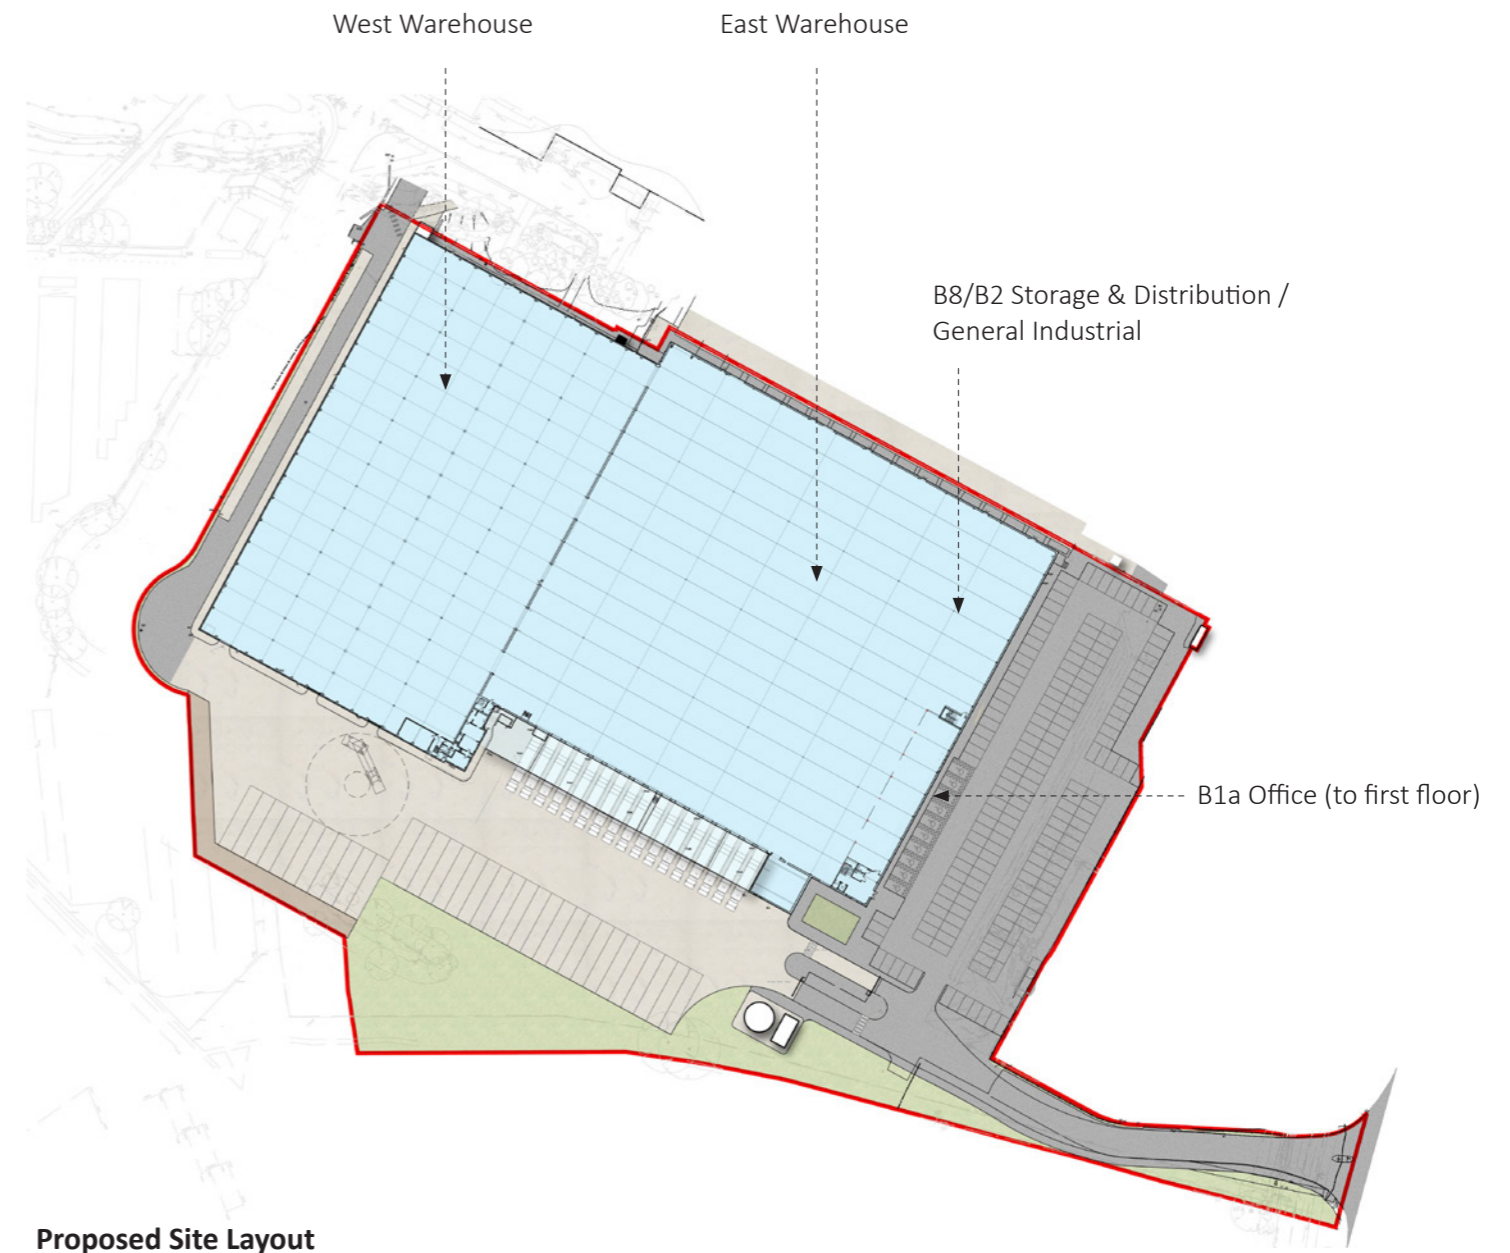 West Warehouse
East Warehouse
B8/B2 Storage & Distribution /
General Industrial
B1a Office (to first floor)
Proposed Site Layout